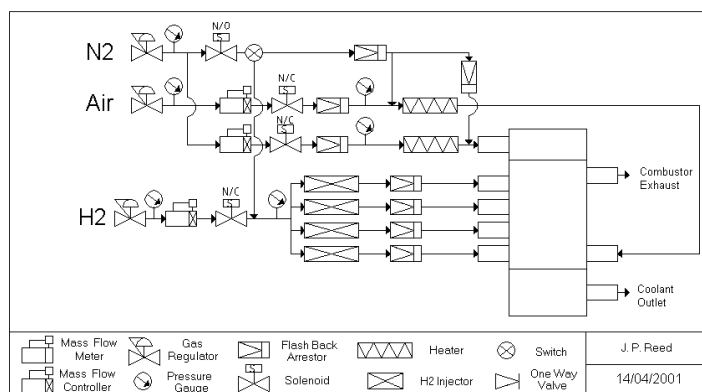 N/O
N2
N/C
Air
N/C
N/C
H2
Combustor
Exhaust
Coolant
Outlet
Mass Flow
Meter
Gas
Regulator
Flash Back
Arrestor
Heater
Switch
J. P. Reed
Mass Flow
Controller
Pressure
Gauge
Solenoid
H2 Injector
One Way
Valve
14/04/2001
S
S
S
S
S